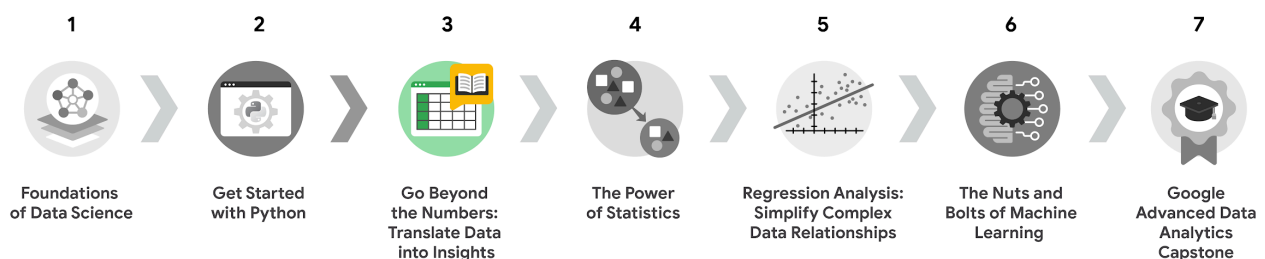 1
2
3
4
5
6
7
Foundations
of Data Science
Get Started
with Python
Go Beyond
the Numbers:
Translate Data
into Insights
The Power
of Statistics
Regression Analysis:
Simplify Complex
Data Relationships
The Nuts and
Bolts of Machine
Learning
Google
Advanced Data
Analytics
Capstone